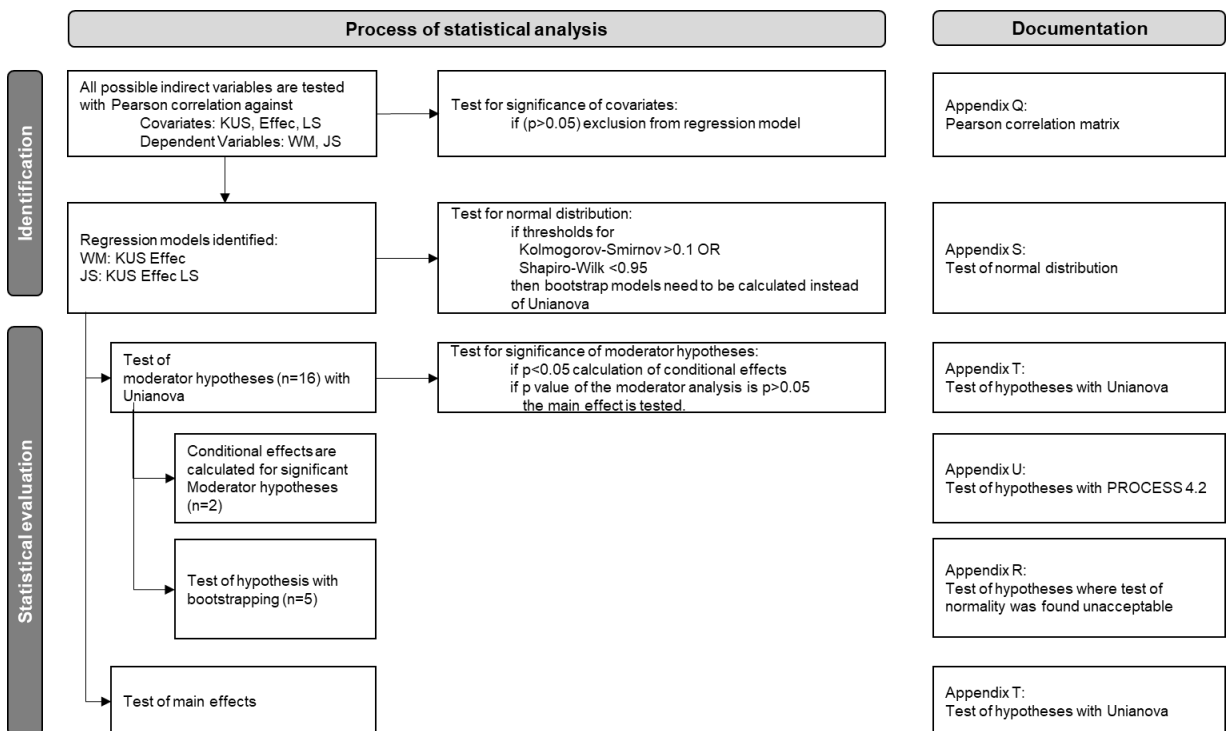 Process of statistical analysis
Documentation
Identification
All possible indirect variables are tested
with Pearson correlation against
Covariates: KUS, Effec, LS
Dependent Variables: WM, JS
Test for significance of covariates:
if (p>0.05) exclusion from regression model
Appendix Q:
Pearson correlation matrix
Regression models identified:
WM: KUS Effec
JS: KUS Effec LS
Test for normal distribution:
if thresholds for
Kolmogorov-Smirnov >0.1 OR
Shapiro-Wilk <0.95
then bootstrap models need to be calculated instead
of Unianova
Appendix S:
Test of normal distribution
Statistical evaluation
Test of
moderator hypotheses (n=16) with
Unianova
Test for significance of moderator hypotheses:
if p<0.05 calculation of conditional effects
if p value of the moderator analysis is p>0.05
the main effect is tested.
Appendix T:
Test of hypotheses with Unianova
Conditional effects are
calculated for significant
Moderator hypotheses
(n=2)
Appendix U:
Test of hypotheses with PROCESS 4.2
Test of hypothesis with
bootstrapping (n=5)
Appendix R:
Test of hypotheses where test of
normality was found unacceptable
Test of main effects
Appendix T:
Test of hypotheses with Unianova